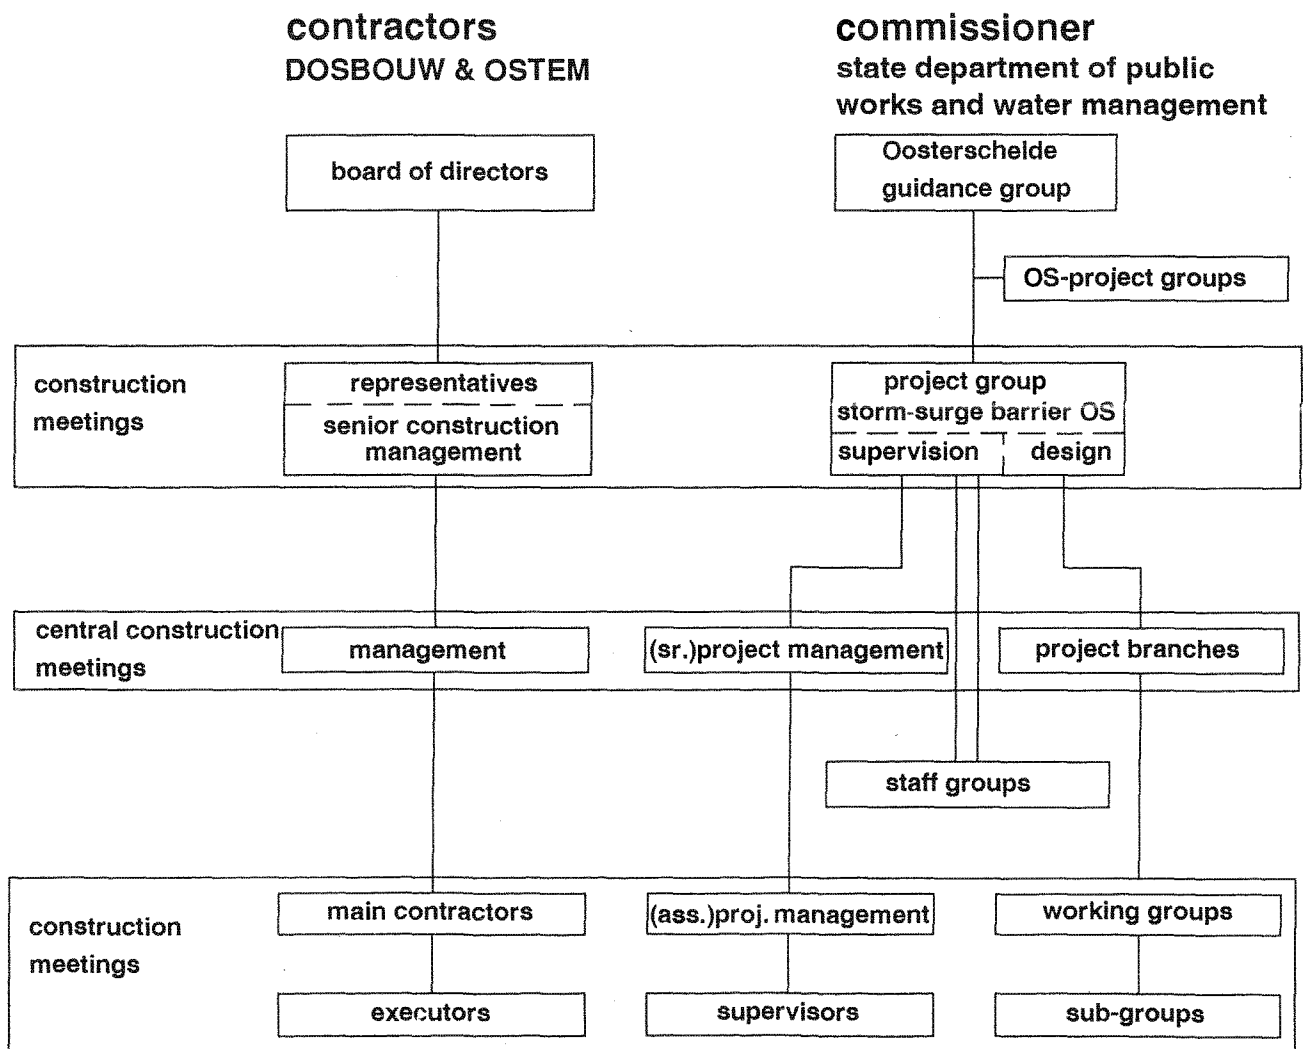 contractors
DOSBOUW & OSTEM
commissioner
state department of public
works and water management
board of directors
Oosterschelde
guidance group
OS-project groups
construction
meetings
representatives
senior construction
management
project group
storm-surge barrier OS
supervision
design
central construction
meetings
management
(sr.)project management
project branches
staff groups
construction
meetings
main contractors
(ass.)proj. management
working groups
executors
supervisors
sub-groups